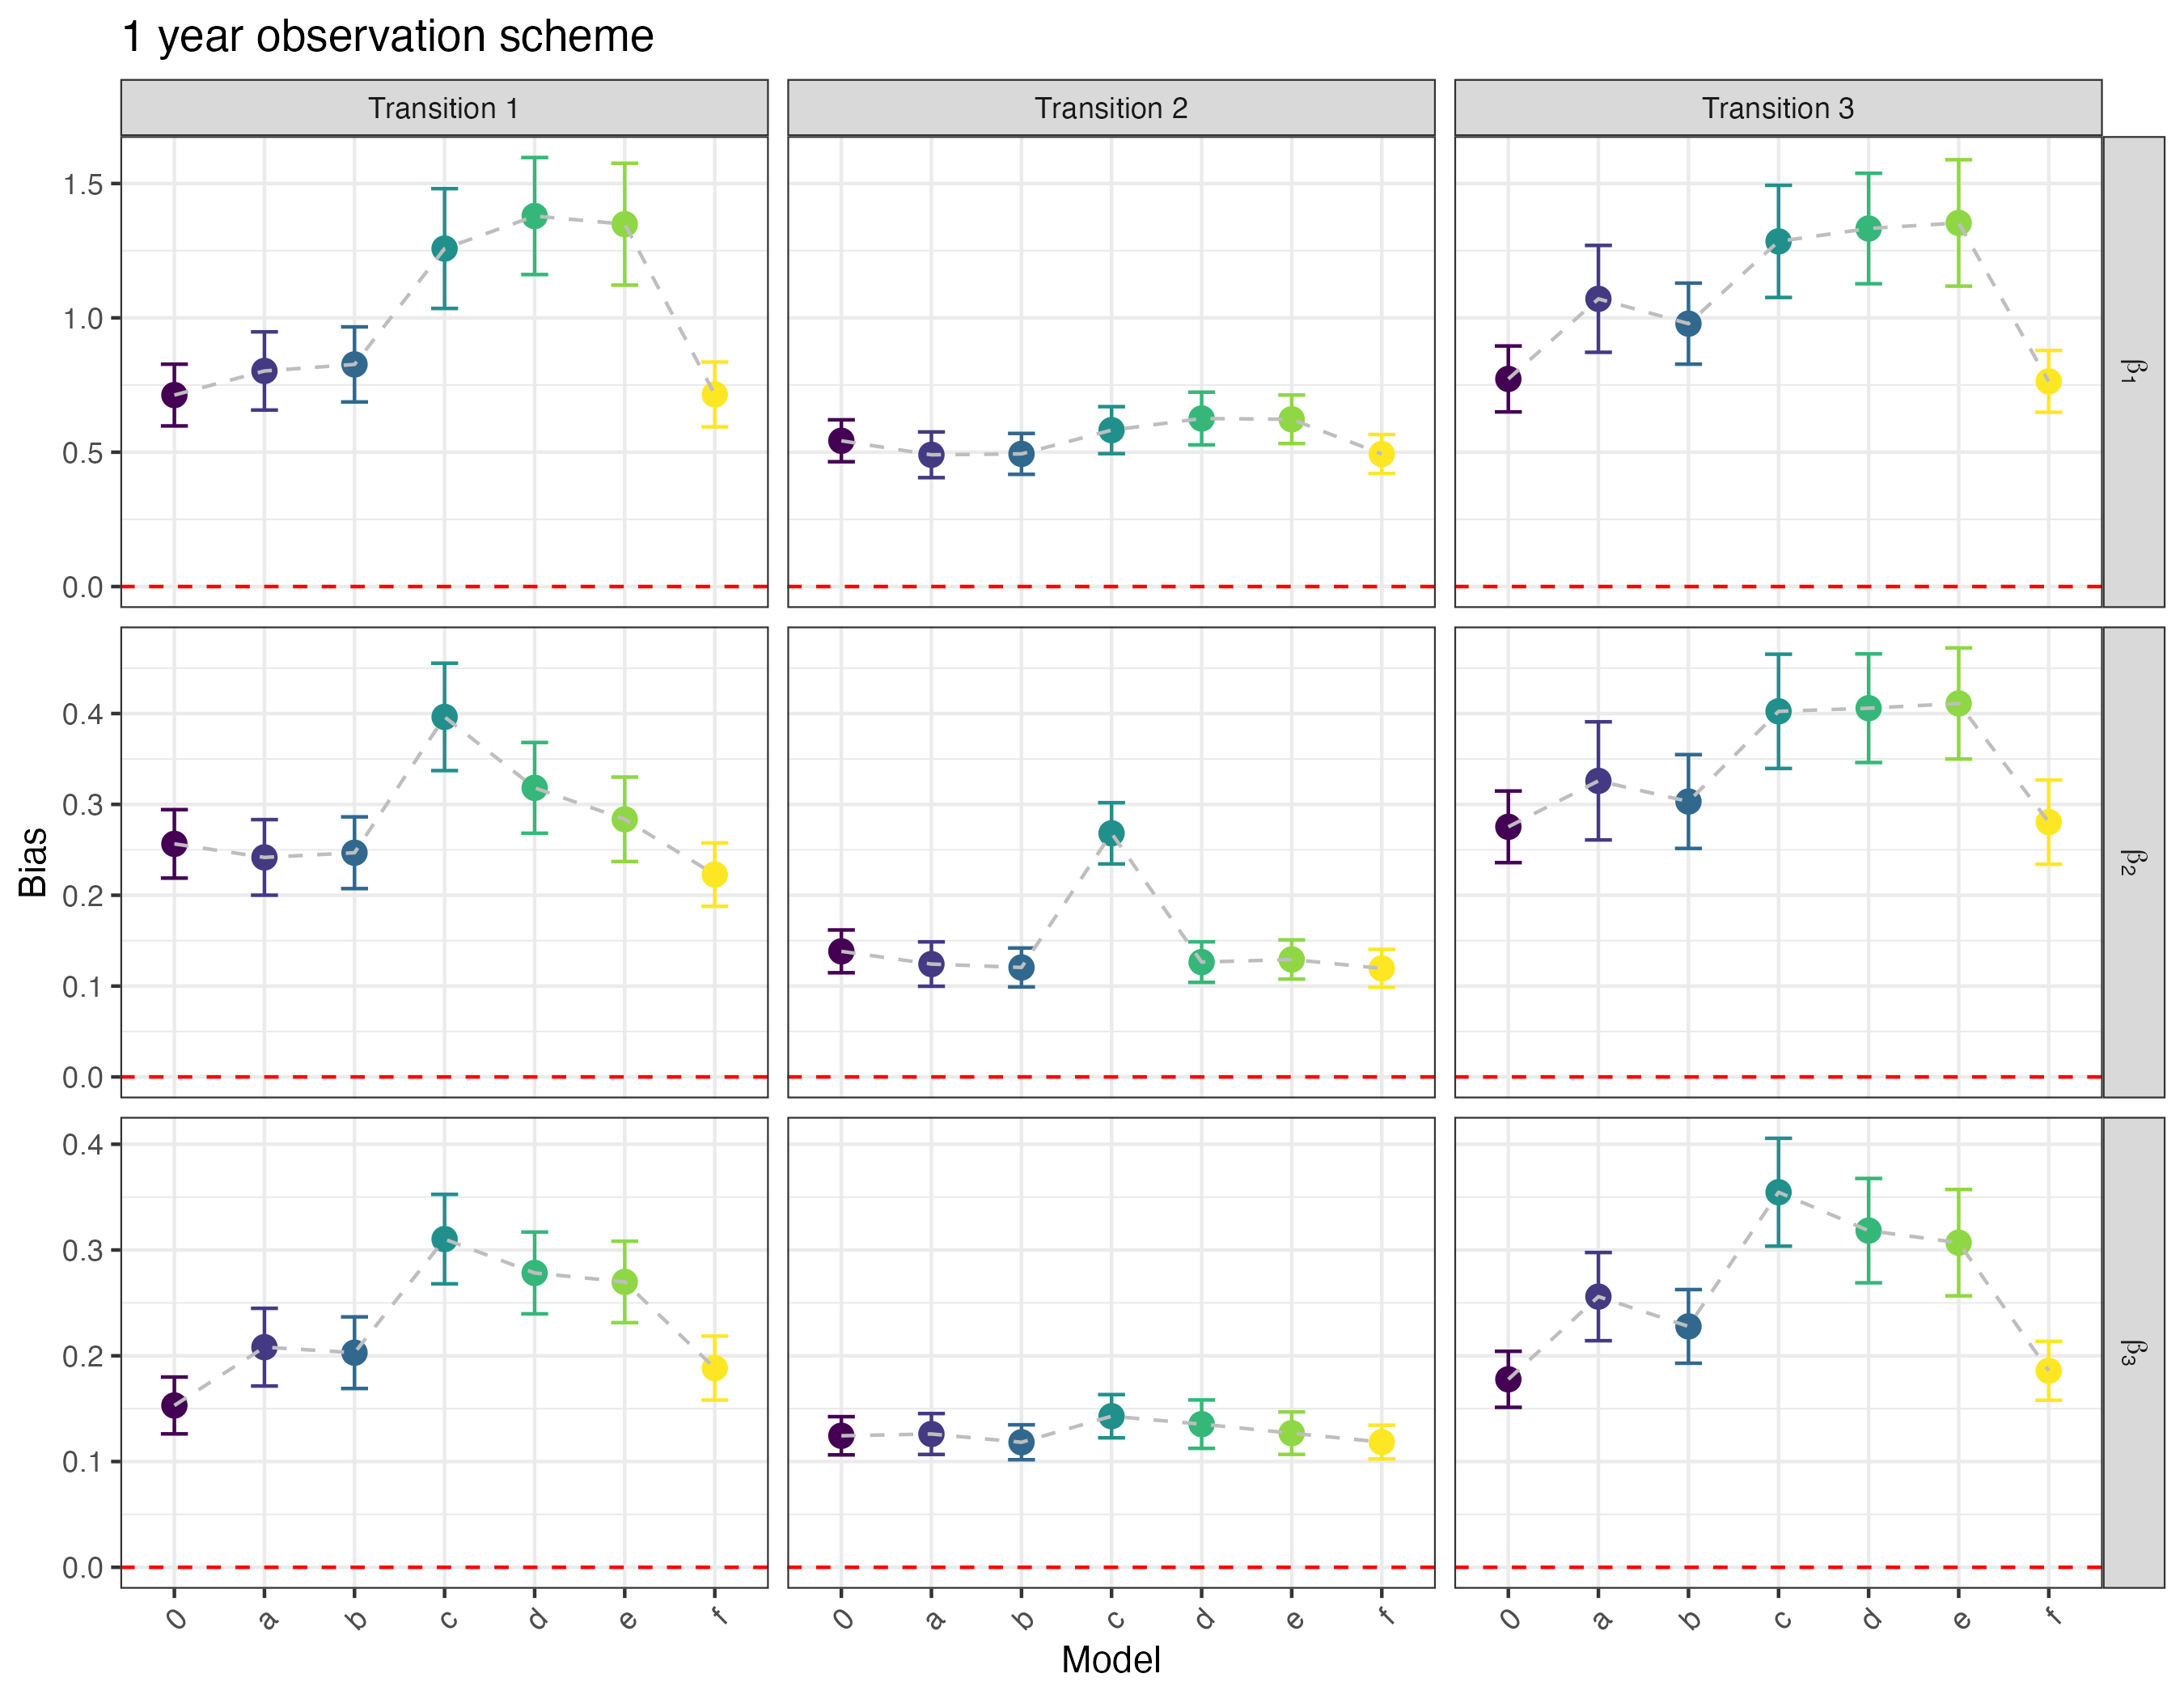 1 year observation scheme
Transition 1
Transition 2
Transition 3
Bias
1.5
1.0
0.5
0.0
β1
0.4
0.3
0.2
0.1
0.0
β2
0.4
0.3
0.2
0.1
0.0
β3
0 a b c d e f
0 a b c d e f
0 a b c d e f
Model